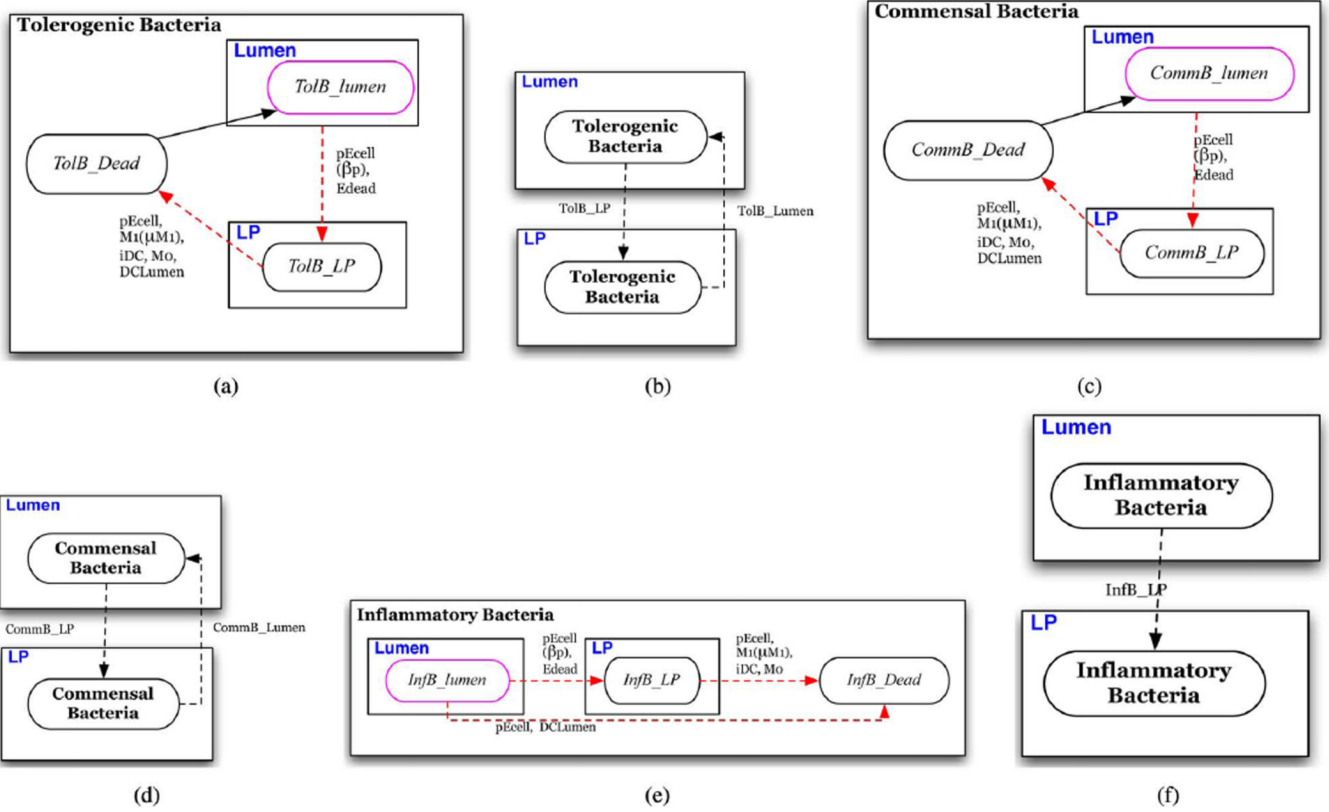 Tolerogenic Bacteria
Lumen
TolB_lumen
TolB_Dead
pEcell
(βp),
Edead
pEcell,
M1(μM1),
iDC, M0,
DCLumen
LP
TolB_LP
(a)
Lumen
Tolerogenic
Bacteria
TolB_LP
TolB_Lumen
LP
Tolerogenic
Bacteria
(b)
Commensal Bacteria
Lumen
CommB_lumen
CommB_Dead
pEcell
(βp),
Edead
pEcell,
M1(μM1),
iDC, M0,
DCLumen
LP
CommB_LP
(c)
Lumen
Commensal
Bacteria
CommB_LP
CommB_Lumen
LP
Commensal
Bacteria
(d)
Inflammatory Bacteria
Lumen
InfB_lumen
pEcell
(βp),
Edead
LP
InfB_LP
pEcell,
M1(μM1),
iDC, M0
InfB_Dead
pEcell, DCLumen
(e)
Lumen
Inflammatory
Bacteria
InfB_LP
LP
Inflammatory
Bacteria
(f)